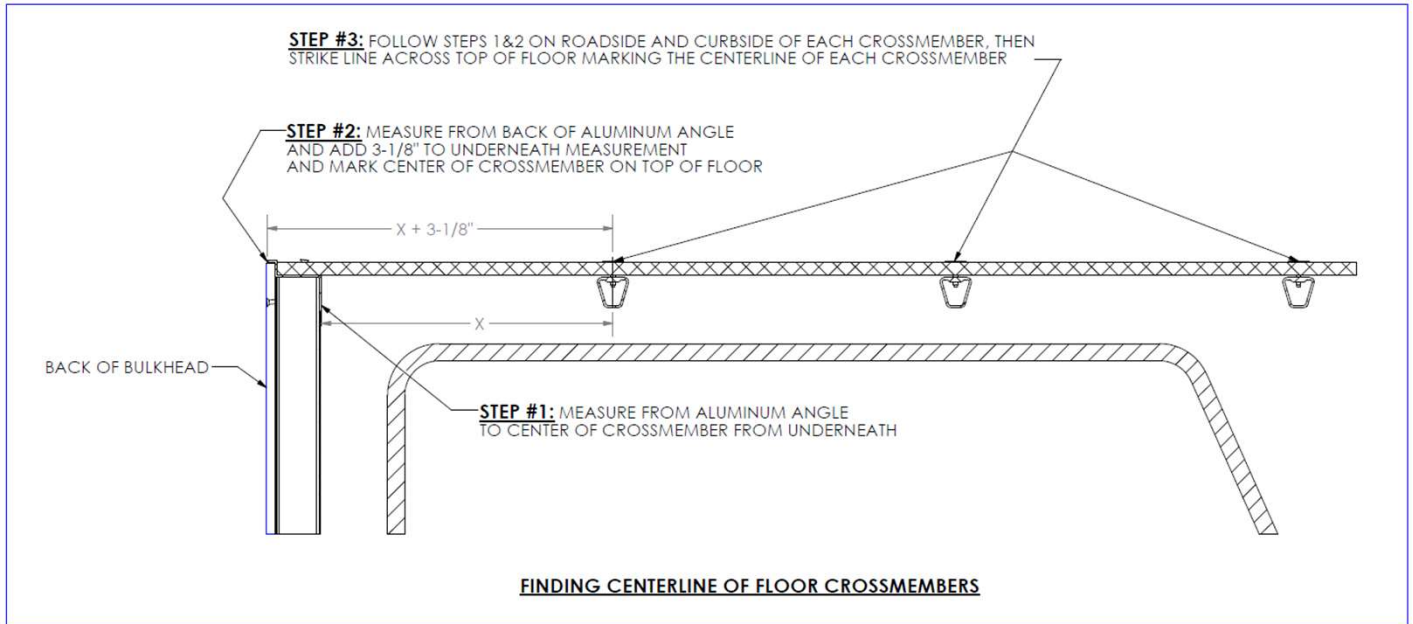 STEP #3: FOLLOW STEPS 1&2 ON ROADSIDE AND CURBSIDE OF EACH CROSSMEMBER, THEN
STRIKE LINE ACROSS TOP OF FLOOR MARKING THE CENTERLINE OF EACH CROSSMEMBER
STEP #2: MEASURE FROM BACK OF ALUMINUM ANGLE
AND ADD 3-1/8" TO UNDERNEATH MEASUREMENT
AND MARK CENTER OF CROSSMEMBER ON TOP OF FLOOR
X + 3-1/8"
X
BACK OF BULKHEAD
STEP #1: MEASURE FROM ALUMINUM ANGLE
TO CENTER OF CROSSMEMBER FROM UNDERNEATH
FINDING CENTERLINE OF FLOOR CROSSMEMBERS